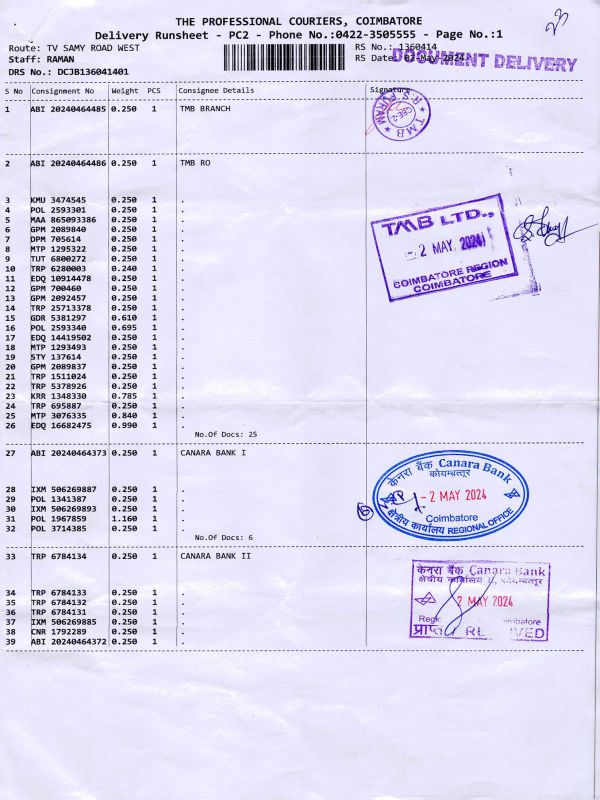 THE PROFESSIONAL COURIERS, COIMBATORE
Delivery Runsheet - PC2 - Phone No.:0422-3505555 - Page No.:1
Route: TV SAMY ROAD WEST
RS No.: 1360414
Staff: RAMAN
RS Date: 02-May-2024
DOCUMENT DELIVERY
DRS No.: DCJB136041401
S No Consignment No Weight PCS Consignee Details Signature
1 ABI 20240464485 0.250 1 TMB BRANCH
TMB
R.S. PURAM
CBE-2
2 ABI 20240464486 0.250 1 TMB RO
3 KMU 3474545 0.250 1 .
4 POL 2593301 0.250 1 .
5 MAA 865093386 0.250 1 .
6 GPM 2089840 0.250 1 .
7 DPM 705614 0.250 1 .
8 MTP 1295322 0.250 1 .
9 TUT 6800272 0.250 1 .
10 TRP 6280003 0.240 1 .
11 EDQ 10914478 0.250 1 .
12 GPM 700460 0.250 1 .
13 GPM 2092457 0.250 1 .
14 TRP 25713378 0.250 1 .
15 GDR 5381297 0.610 1 .
16 POL 2593340 0.695 1 .
17 EDQ 14419502 0.250 1 .
18 MTP 1293493 0.250 1 .
19 STY 137614 0.250 1 .
20 GPM 2089837 0.250 1 .
21 TRP 1511024 0.250 1 .
22 TRP 5378926 0.250 1 .
23 KRR 1348330 0.785 1 .
24 TRP 695887 0.250 1 .
25 MTP 3076335 0.840 1 .
26 EDQ 16682475 0.990 1 .
No.Of Docs: 25
TMB LTD.,
- 2 MAY 2024
COIMBATORE REGION
COIMBATORE
27 ABI 20240464373 0.250 1 CANARA BANK I
28 IXM 506269887 0.250 1 .
29 POL 1341387 0.250 1 .
30 IXM 506269893 0.250 1 .
31 POL 1967859 1.160 1 .
32 POL 3714385 0.250 1 .
No.Of Docs: 6
केनरा बैंक Canara Bank
कोयम्बत्तूर
- 2 MAY 2024
Coimbatore
क्षेत्रीय कार्यालय REGIONAL OFFICE
33 TRP 6784134 0.250 1 CANARA BANK II
34 TRP 6784133 0.250 1 .
35 TRP 6784132 0.250 1 .
36 TRP 6784131 0.250 1 .
37 IXM 506269885 0.250 1 .
38 CNR 1792289 0.250 1 .
39 ABI 20240464372 0.250 1 .
केनरा बैंक Canara Bank
क्षेत्रीय कार्यालय
2 MAY 2024